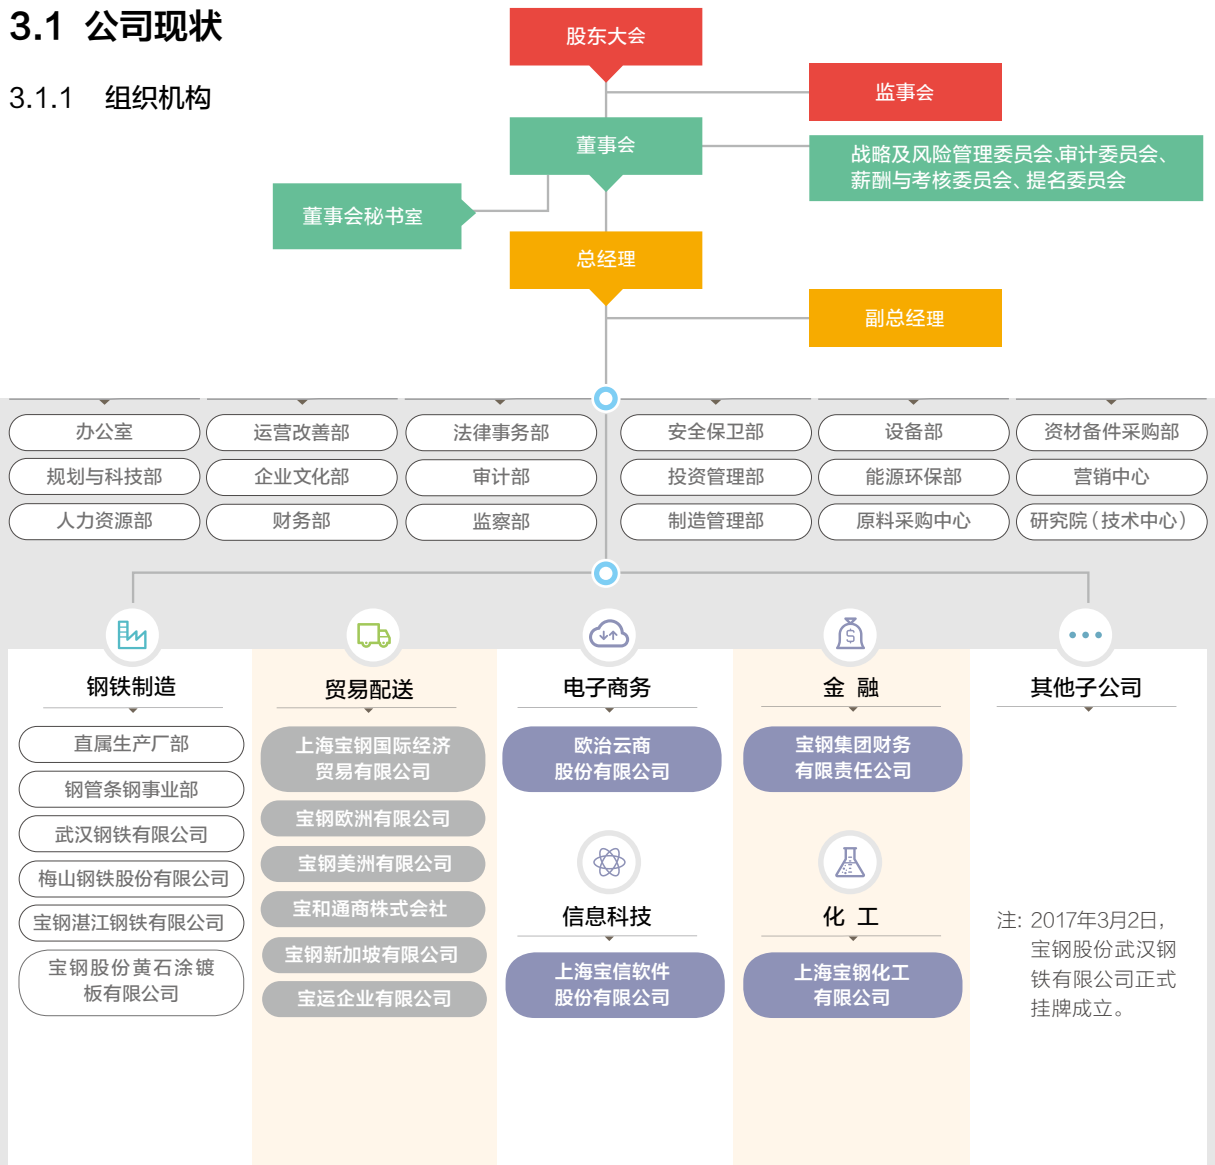 3.1 公司现状
3.1.1 组织机构
股东大会
监事会
董事会
战略及风险管理委员会、审计委员会、
薪酬与考核委员会、提名委员会
董事会秘书室
总经理
副总经理
办公室
运营改善部
法律事务部
安全保卫部
设备部
资材备件采购部
规划与科技部
企业文化部
审计部
投资管理部
能源环保部
营销中心
人力资源部
财务部
监察部
制造管理部
原料采购中心
研究院（技术中心）
钢铁制造
直属生产厂部
钢管条钢事业部
武汉钢铁有限公司
梅山钢铁股份有限公司
宝钢湛江钢铁有限公司
宝钢股份黄石涂镀
板有限公司
贸易配送
上海宝钢国际经济
贸易有限公司
宝钢欧洲有限公司
宝钢美洲有限公司
宝和通商株式会社
宝钢新加坡有限公司
宝运企业有限公司
电子商务
欧冶云商
股份有限公司
信息科技
上海宝信软件
股份有限公司
金 融
宝钢集团财务
有限责任公司
化 工
上海宝钢化工
有限公司
其他子公司
注: 2017年3月2日，
宝钢股份武汉钢
铁有限公司正式
挂牌成立。